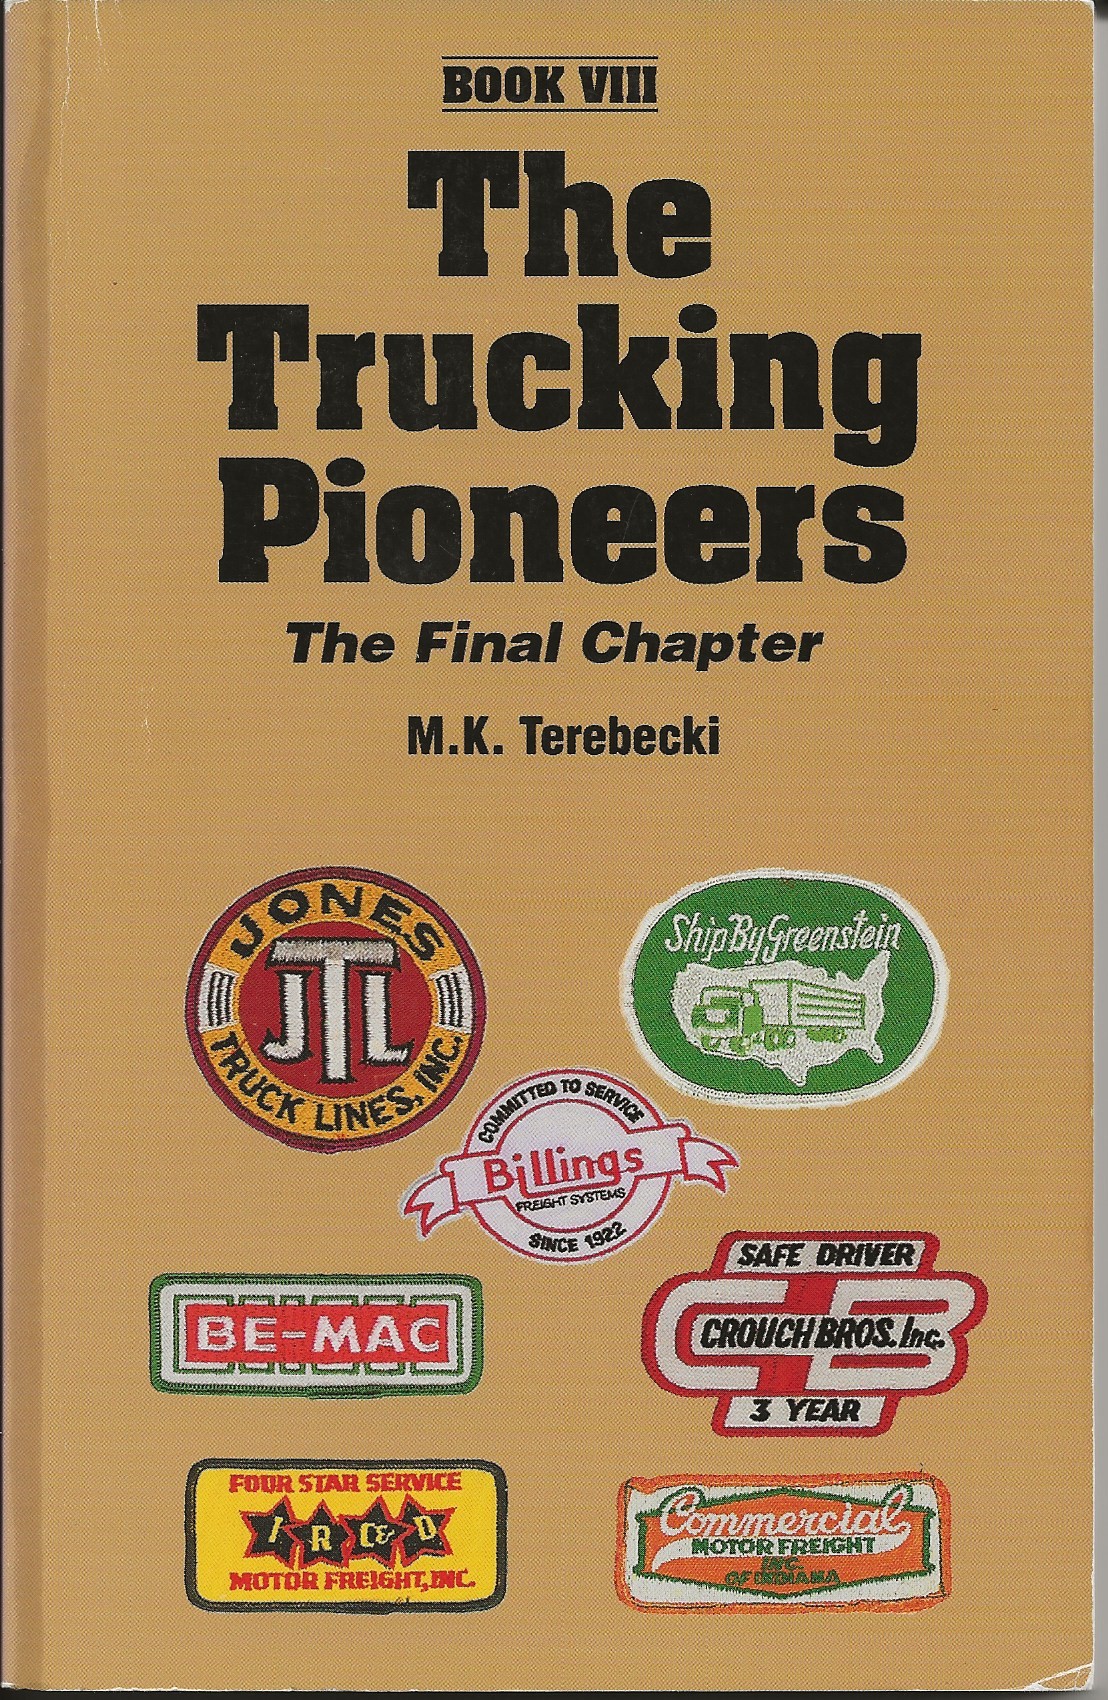 BOOK VIII
The
Trucking
Pioneers
The Final Chapter
M.K. Terebecki
JONES
JTL
TRUCK LINES, INC.
Ship By Greenstein
COMMITTED TO SERVICE
Billings
FREIGHT SYSTEMS
SINCE 1922
BE-MAC
SAFE DRIVER
CB
CROUCH BROS. Inc.
3 YEAR
FOUR STAR SERVICE
I R C& D
MOTOR FREIGHT, INC.
Commercial
MOTOR FREIGHT
INC.
OF INDIANA